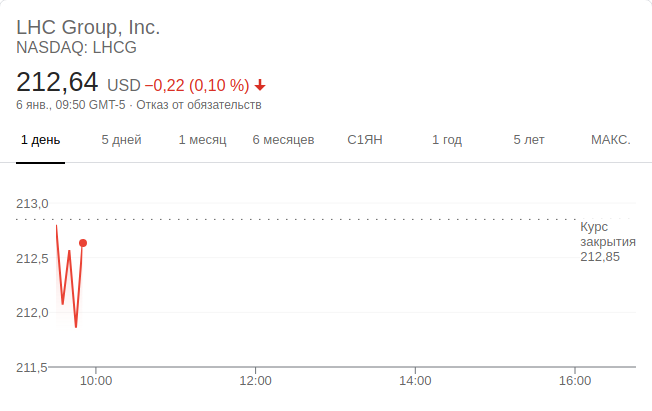 LHC Group, Inc.
NASDAQ: LHCG
212,64 USD −0,22 (0,10 %)
6 янв., 09:50 GMT-5 · Отказ от обязательств
1 день 5 дней 1 месяц 6 месяцев С1ЯН 1 год 5 лет МАКС.
213,0
Курс
закрытия
212,85
212,5
212,0
211,5
10:00 12:00 14:00 16:00